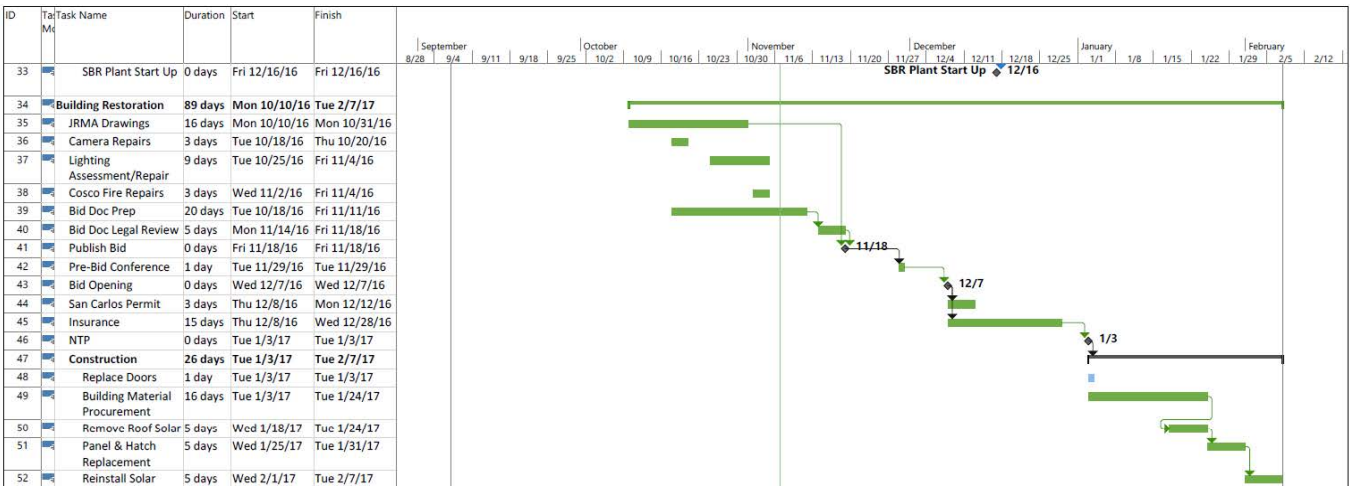 ID Ta: Task Name Duration Start Finish
Mo
September October November December January February
8/28 9/4 9/11 9/18 9/25 10/2 10/9 10/16 10/23 10/30 11/6 11/13 11/20 11/27 12/4 12/11 12/18 12/25 1/1 1/8 1/15 1/22 1/29 2/5 2/12
33 SBR Plant Start Up 0 days Fri 12/16/16 Fri 12/16/16 SBR Plant Start Up 12/16
34 Building Restoration 89 days Mon 10/10/16 Tue 2/7/17
35 JRMA Drawings 16 days Mon 10/10/16 Mon 10/31/16
36 Camera Repairs 3 days Tue 10/18/16 Thu 10/20/16
37 Lighting 9 days Tue 10/25/16 Fri 11/4/16
Assessment/Repair
38 Cosco Fire Repairs 3 days Wed 11/2/16 Fri 11/4/16
39 Bid Doc Prep 20 days Tue 10/18/16 Fri 11/11/16
40 Bid Doc Legal Review 5 days Mon 11/14/16 Fri 11/18/16
41 Publish Bid 0 days Fri 11/18/16 Fri 11/18/16 11/18
42 Pre-Bid Conference 1 day Tue 11/29/16 Tue 11/29/16
43 Bid Opening 0 days Wed 12/7/16 Wed 12/7/16 12/7
44 San Carlos Permit 3 days Thu 12/8/16 Mon 12/12/16
45 Insurance 15 days Thu 12/8/16 Wed 12/28/16
46 NTP 0 days Tue 1/3/17 Tue 1/3/17 1/3
47 Construction 26 days Tue 1/3/17 Tue 2/7/17
48 Replace Doors 1 day Tue 1/3/17 Tue 1/3/17
49 Building Material 16 days Tue 1/3/17 Tue 1/24/17
Procurement
50 Remove Roof Solar 5 days Wed 1/18/17 Tue 1/24/17
51 Panel & Hatch 5 days Wed 1/25/17 Tue 1/31/17
Replacement
52 Reinstall Solar 5 days Wed 2/1/17 Tue 2/7/17